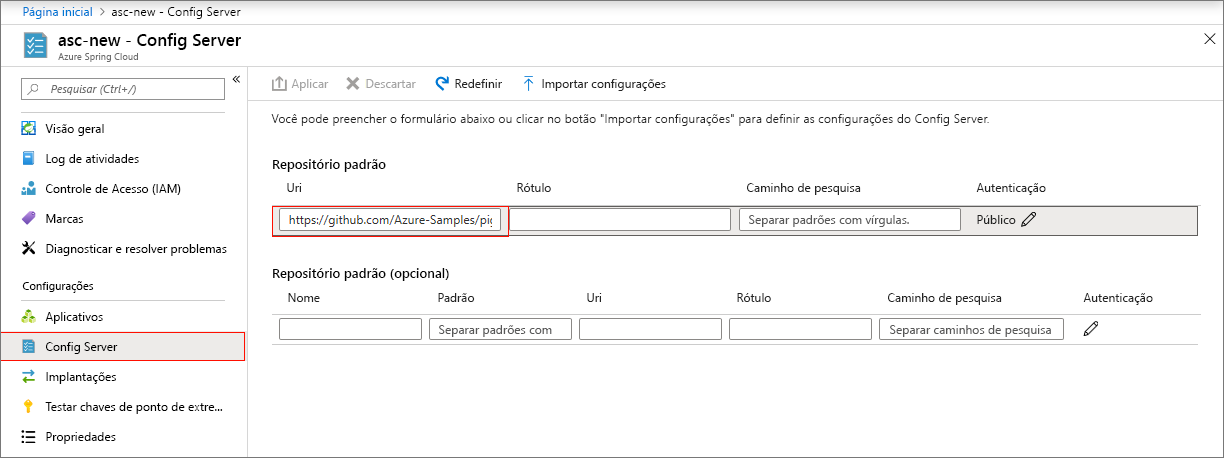 Página inicial > asc-new - Config Server
asc-new - Config Server
Azure Spring Cloud
Pesquisar (Ctrl+/)
«
Visão geral
Log de atividades
Controle de Acesso (IAM)
Marcas
Diagnosticar e resolver problemas
Configurações
Aplicativos
Config Server
Implantações
Testar chaves de ponto de extre...
Propriedades
Aplicar Descartar Redefinir Importar configurações
Você pode preencher o formulário abaixo ou clicar no botão "Importar configurações" para definir as configurações do Config Server.
Repositório padrão
Uri Rótulo Caminho de pesquisa Autenticação
https://github.com/Azure-Samples/pig Separar padrões com vírgulas. Público
Repositório padrão (opcional)
Nome Padrão Uri Rótulo Caminho de pesquisa Autenticação
Separar padrões com Separar caminhos de pesquisa